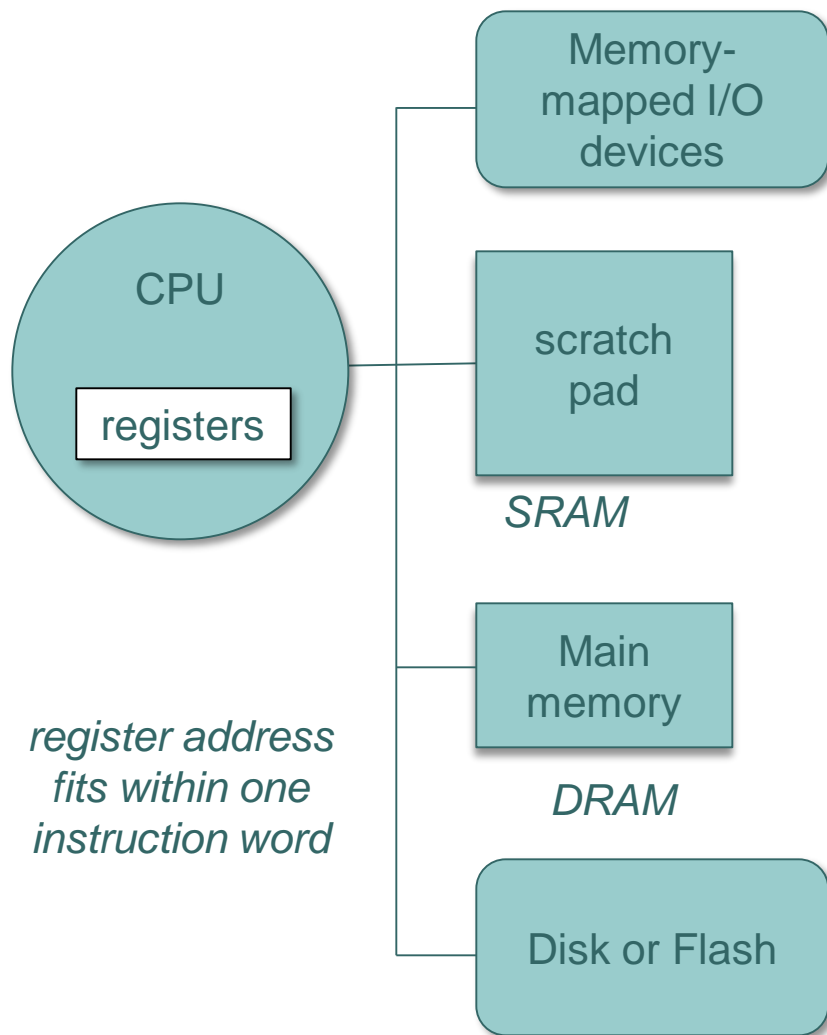 Memory-
mapped I/O
devices
CPU
registers
scratch
pad
SRAM
Main
memory
DRAM
register address
fits within one
instruction word
Disk or Flash